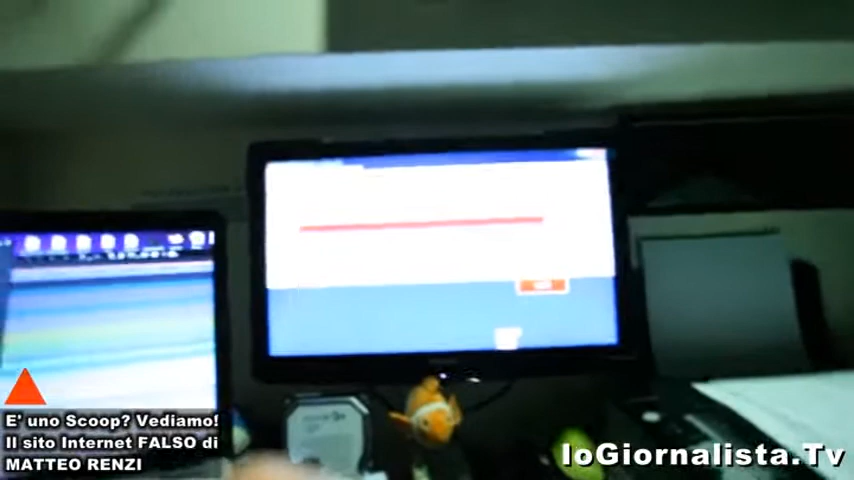 E' uno Scoop? Vediamo!
Il sito Internet FALSO di
MATTEO RENZI
IoGiornalista.Tv